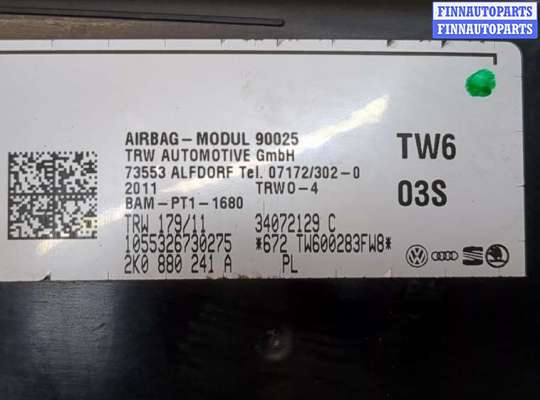 FINNAUTOPARTS
FINNAUTOPARTS
AIRBAG-MODUL 90025
TRW AUTOMOTIVE GmbH
73553 ALFDORF Tel. 07172/302-0
2011 TRWO-4
BAM-PT1-1680
TW6
03S
TRW 179/11 34072129 C
1055326730275 *672 TW600283FW8*
2K0 880 241 A PL